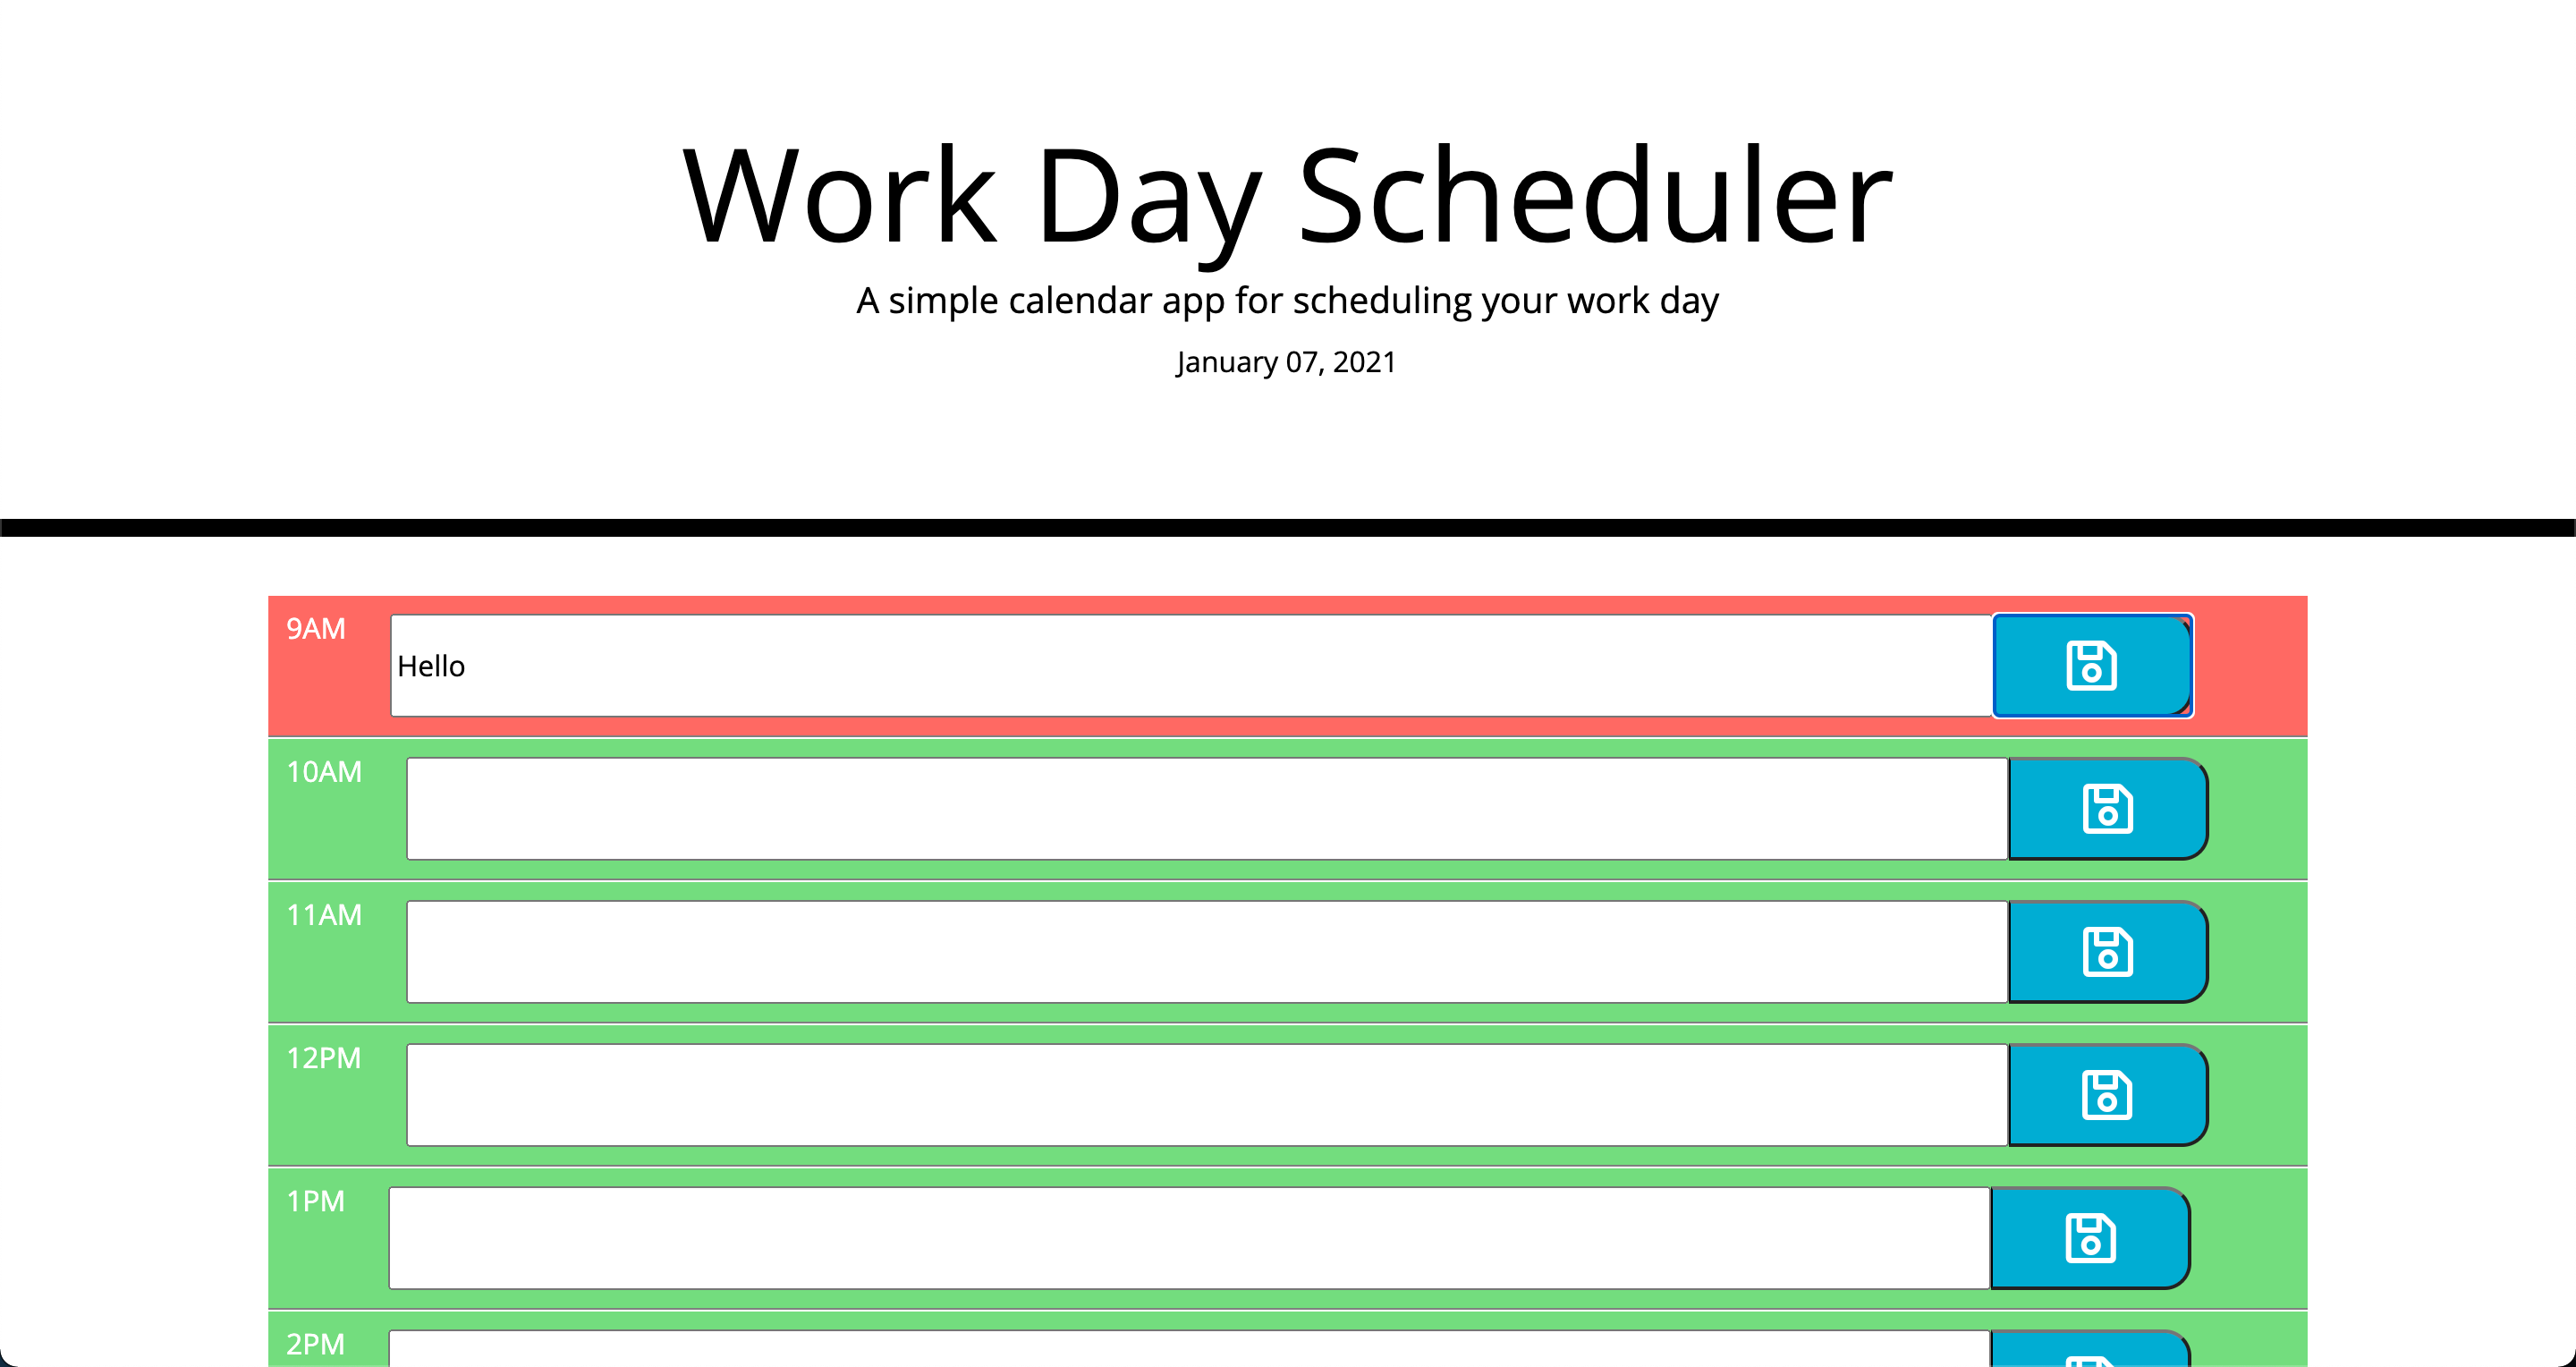 Work Day Scheduler
A simple calendar app for scheduling your work day
January 07, 2021
9AM
Hello
10AM
11AM
12PM
1PM
2PM